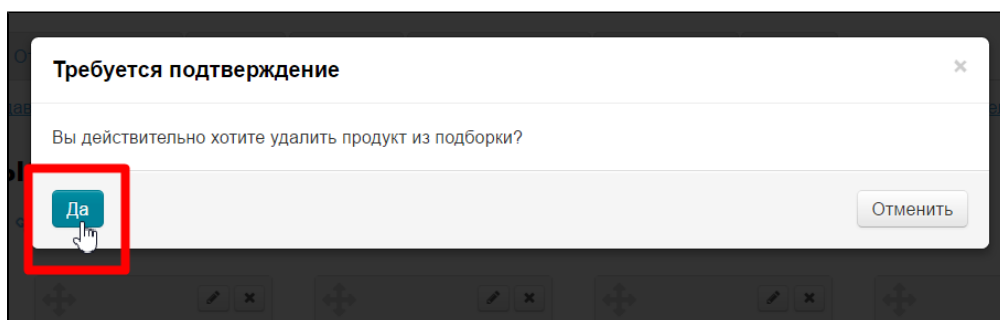 Требуется подтверждение
×
Вы действительно хотите удалить продукт из подборки?
Да
Отменить